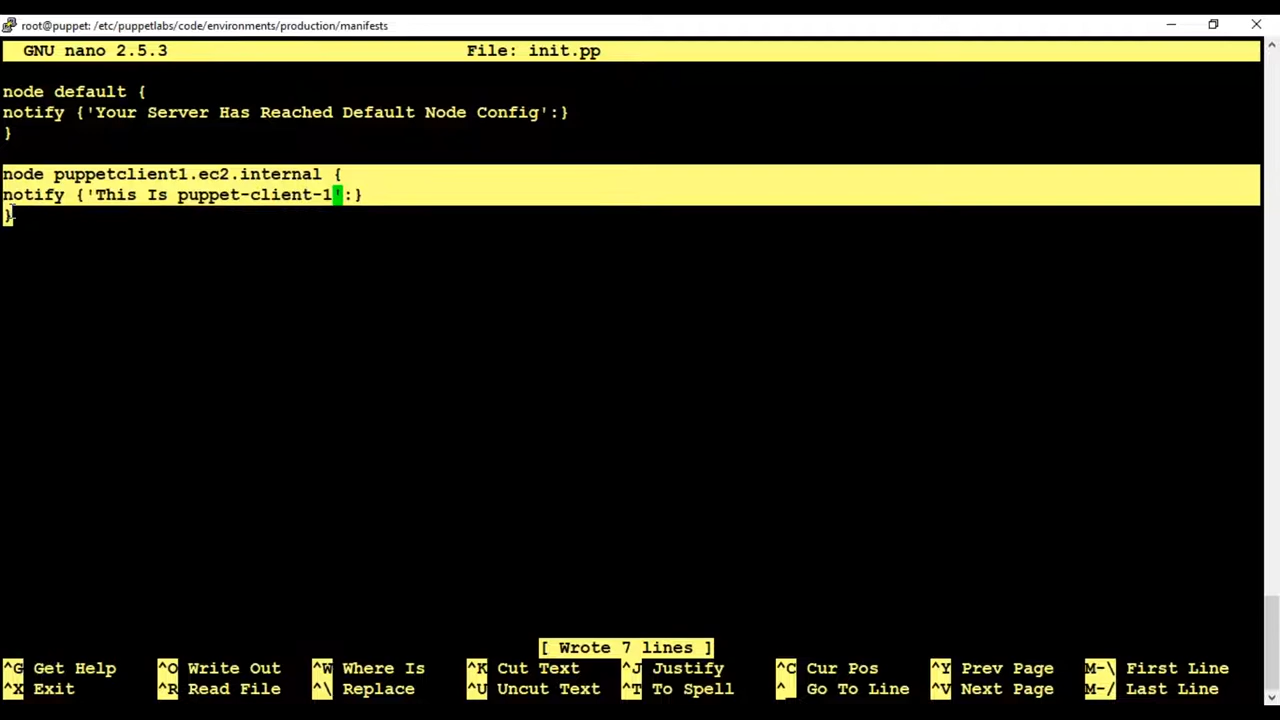 root@puppet: /etc/puppetlabs/code/environments/production/manifests
GNU nano 2.5.3 File: init.pp
node default {
notify {'Your Server Has Reached Default Node Config':}
}
node puppetclient1.ec2.internal {
notify {'This Is puppet-client-1':}
}
[ Wrote 7 lines ]
^G Get Help ^O Write Out ^W Where Is ^K Cut Text ^J Justify ^C Cur Pos ^Y Prev Page M-\ First Line
^X Exit ^R Read File ^\ Replace ^U Uncut Text ^T To Spell ^_ Go To Line ^V Next Page M-/ Last Line